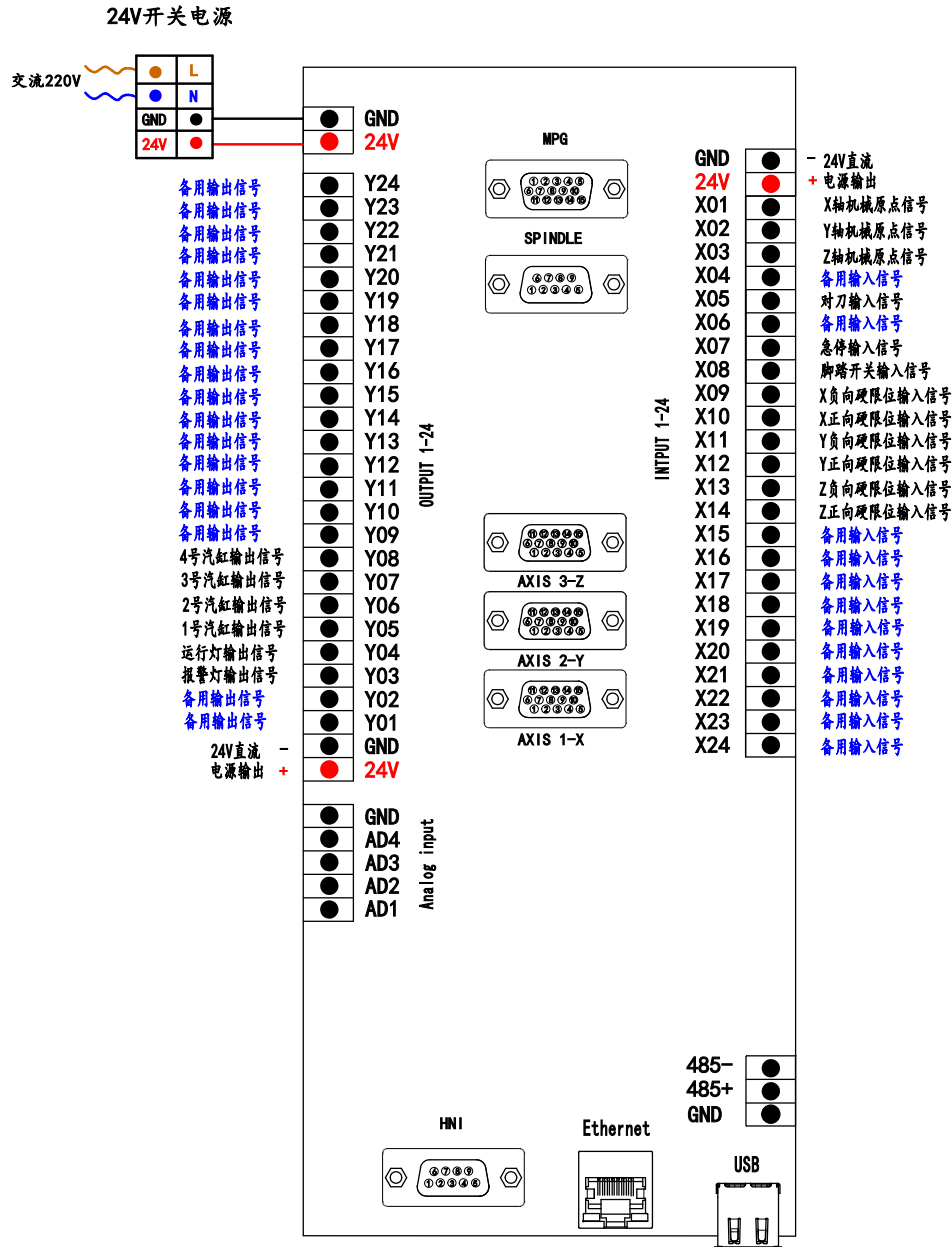 24V开关电源
交流220V
L
N
GND
24V
GND
24V
备用输出信号 Y24
备用输出信号 Y23
备用输出信号 Y22
备用输出信号 Y21
备用输出信号 Y20
备用输出信号 Y19
备用输出信号 Y18
备用输出信号 Y17
备用输出信号 Y16
备用输出信号 Y15
备用输出信号 Y14
备用输出信号 Y13
备用输出信号 Y12
备用输出信号 Y11
备用输出信号 Y10
备用输出信号 Y09
4号汽缸输出信号 Y08
3号汽缸输出信号 Y07
2号汽缸输出信号 Y06
1号汽缸输出信号 Y05
运行灯输出信号 Y04
报警灯输出信号 Y03
备用输出信号 Y02
备用输出信号 Y01
24V直流 - GND
电源输出 + 24V
OUTPUT 1-24
GND
AD4
AD3
AD2
AD1
Analog input
MPG
①②③④⑤
⑥⑦⑧⑨⑩
⑪⑫⑬⑭⑮
SPINDLE
⑥⑦⑧⑨
①②③④⑤
⑪⑫⑬⑭⑮
⑥⑦⑧⑨⑩
①②③④⑤
AXIS 3-Z
⑪⑫⑬⑭⑮
⑥⑦⑧⑨⑩
①②③④⑤
AXIS 2-Y
⑪⑫⑬⑭⑮
⑥⑦⑧⑨⑩
①②③④⑤
AXIS 1-X
INTPUT 1-24
GND - 24V直流
24V + 电源输出
X01 X轴机械原点信号
X02 Y轴机械原点信号
X03 Z轴机械原点信号
X04 备用输入信号
X05 对刀输入信号
X06 备用输入信号
X07 急停输入信号
X08 脚踏开关输入信号
X09 X负向硬限位输入信号
X10 X正向硬限位输入信号
X11 Y负向硬限位输入信号
X12 Y正向硬限位输入信号
X13 Z负向硬限位输入信号
X14 Z正向硬限位输入信号
X15 备用输入信号
X16 备用输入信号
X17 备用输入信号
X18 备用输入信号
X19 备用输入信号
X20 备用输入信号
X21 备用输入信号
X22 备用输入信号
X23 备用输入信号
X24 备用输入信号
485-
485+
GND
HNI
⑥⑦⑧⑨
①②③④⑤
Ethernet
USB